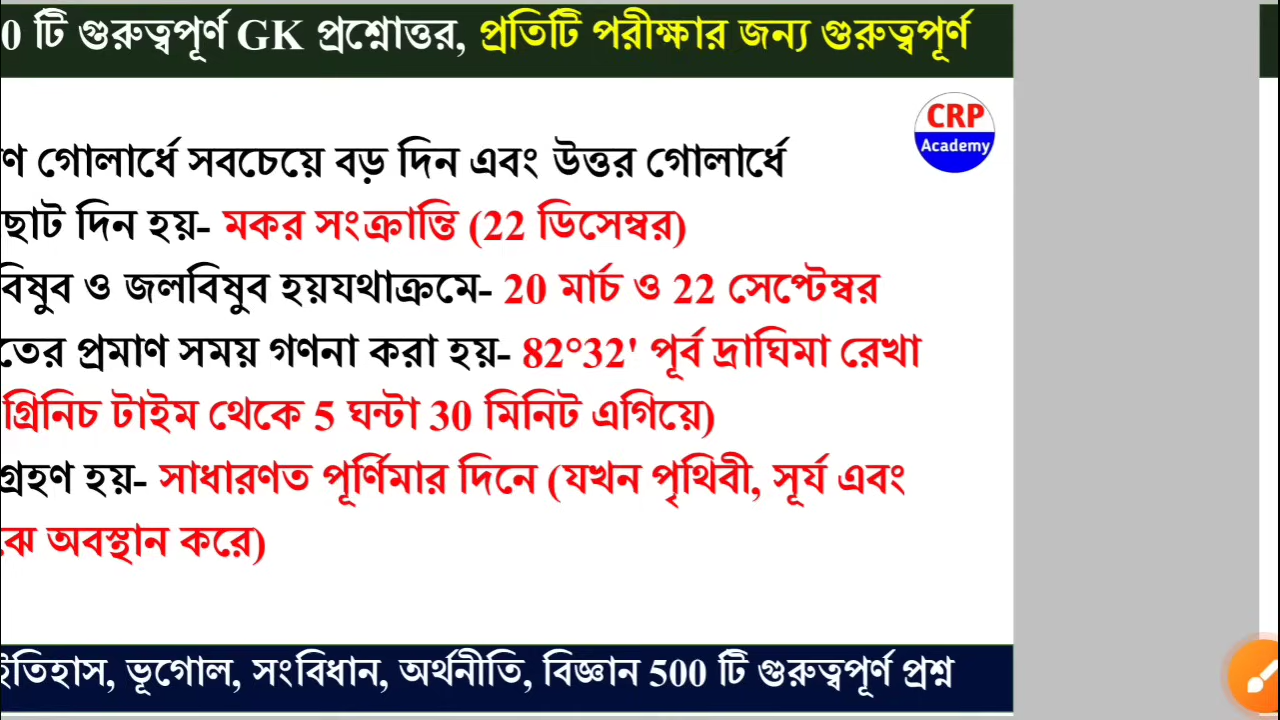 0 টি গুরুত্বপূর্ণ GK প্রশ্নোত্তর, প্রতিটি পরীক্ষার জন্য গুরুত্বপূর্ণ
CRP
Academy
ণ গোলার্ধে সবচেয়ে বড় দিন এবং উত্তর গোলার্ধে
ছোট দিন হয়- মকর সংক্রান্তি (22 ডিসেম্বর)
বিষুব ও জলবিষুব হয়যথাক্রমে- 20 মার্চ ও 22 সেপ্টেম্বর
তের প্রমাণ সময় গণনা করা হয়- 82°32' পূর্ব দ্রাঘিমা রেখা
গ্রিনিচ টাইম থেকে 5 ঘন্টা 30 মিনিট এগিয়ে)
গ্রহণ হয়- সাধারণত পূর্ণিমার দিনে (যখন পৃথিবী, সূর্য এবং
ঝে অবস্থান করে)
ইতিহাস, ভূগোল, সংবিধান, অর্থনীতি, বিজ্ঞান 500 টি গুরুত্বপূর্ণ প্রশ্ন